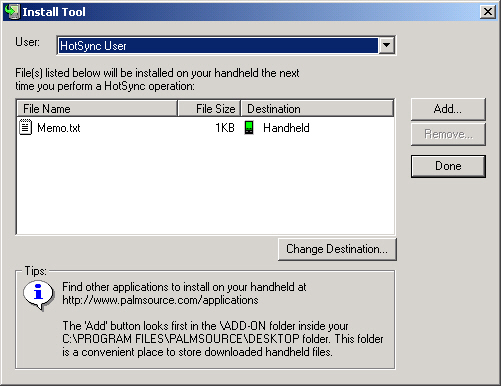 Install Tool
User: HotSync User
File(s) listed below will be installed on your handheld the next
time you perform a HotSync operation:
File Name File Size Destination
Add...
Memo.txt 1KB Handheld
Remove...
Done
Change Destination...
Tips:
Find other applications to install on your handheld at
http://www.palmsource.com/applications
The 'Add' button looks first in the \ADD-ON folder inside your
C:\PROGRAM FILES\PALMSOURCE\DESKTOP folder. This folder
is a convenient place to store downloaded handheld files.